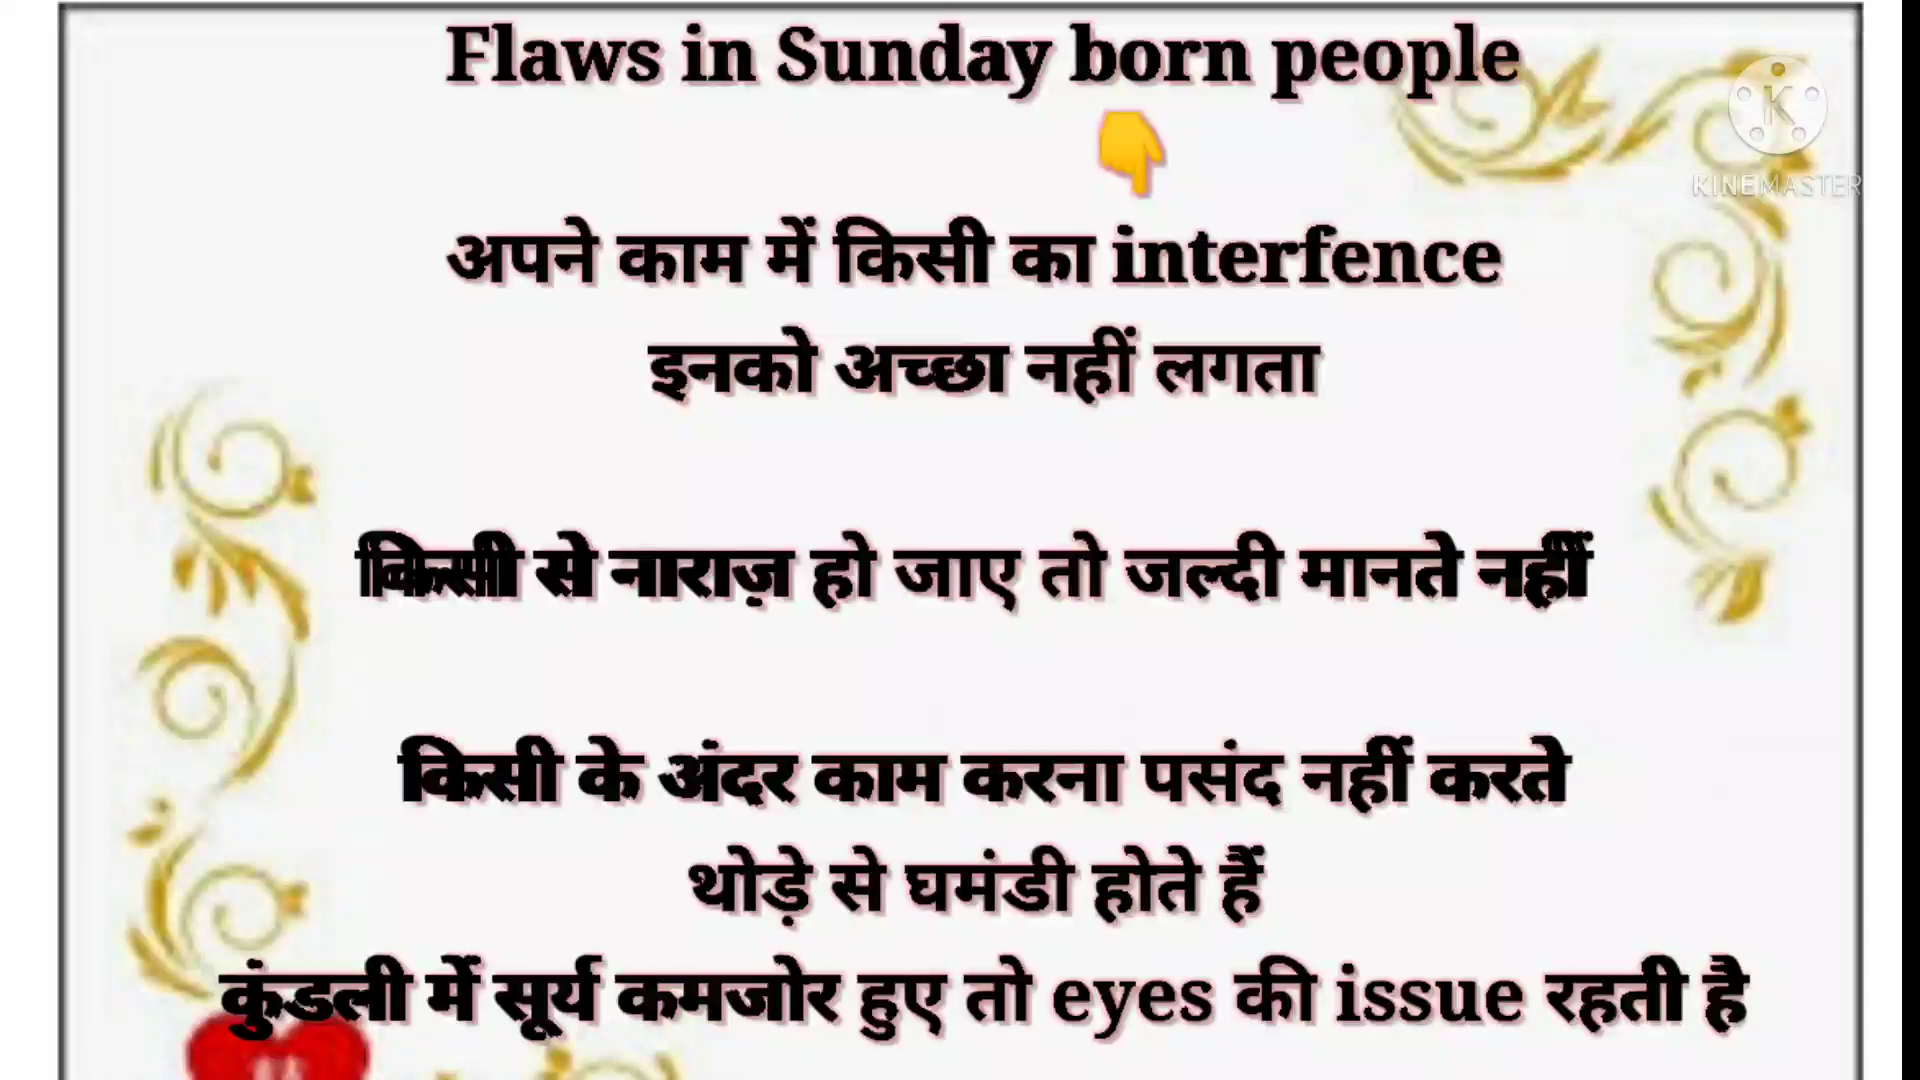 Flaws in Sunday born people
👇
अपने काम में किसी का interfence
इनको अच्छा नहीं लगता
किसी से नाराज़ हो जाए तो जल्दी मानते नहीं
किसी के अंदर काम करना पसंद नहीं करते
थोड़े से घमंडी होते हैं
कुंडली में सूर्य कमजोर हुए तो eyes की issue रहती है
K
KINEMASTER